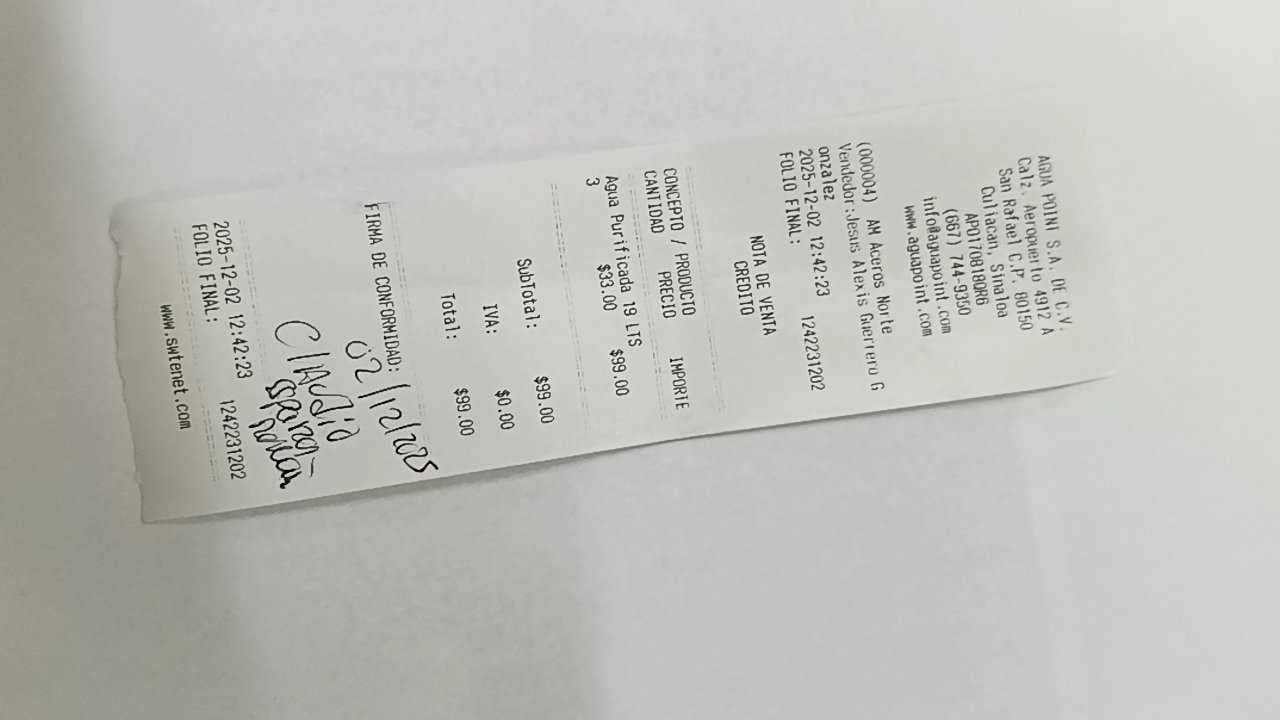 AGUA POINT S.A. DE C.V.
Calz. Aeropuerto 4912 A
San Rafael C.P. 80150
Culiacan, Sinaloa
APO170818QR6
(667) 744-9350
info@aguapoint.com
www.aguapoint.com
(000004) AM Aceros Norte
Vendedor:Jesus Alexis Guerrero G
onzalez
2025-12-02 12:42:23
FOLIO FINAL: 1242231202
NOTA DE VENTA
CREDITO
CONCEPTO / PRODUCTO
CANTIDAD PRECIO IMPORTE
Agua Purificada 19 LTS
3 $33.00 $99.00
SubTotal: $99.00
IVA: $0.00
Total: $99.00
FIRMA DE CONFORMIDAD:
02/12/2025
Claudio
2025-12-02 12:42:23
FOLIO FINAL: 1242231202
www.swtenet.com